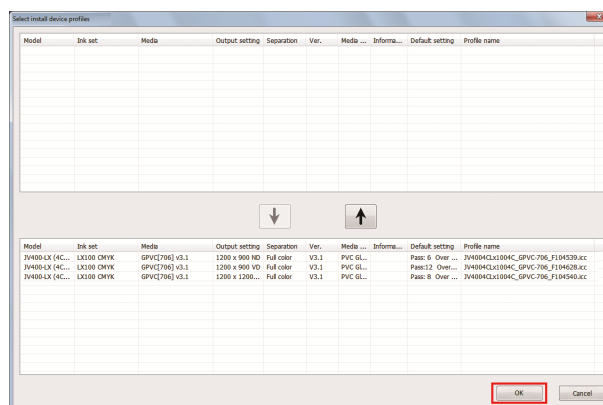 Select install device profiles
Model Ink set Media Output setting Separation Ver. Media ... Informa... Default setting Profile name
Model Ink set Media Output setting Separation Ver. Media ... Informa... Default setting Profile name
JV400-LX (4C... LX100 CMYK GPVC[706] v3.1 1200 x 900 ND Full color V3.1 PVC Gl... Pass: 6 Over ... JV4004CLx1004C_GPVC-706_F104539.icc
JV400-LX (4C... LX100 CMYK GPVC[706] v3.1 1200 x 900 VD Full color V3.1 PVC Gl... Pass:12 Over... JV4004CLx1004C_GPVC-706_F104628.icc
JV400-LX (4C... LX100 CMYK GPVC[706] v3.1 1200 x 1200... Full color V3.1 PVC Gl... Pass: 8 Over ... JV4004CLx1004C_GPVC-706_F104540.icc
OK Cancel